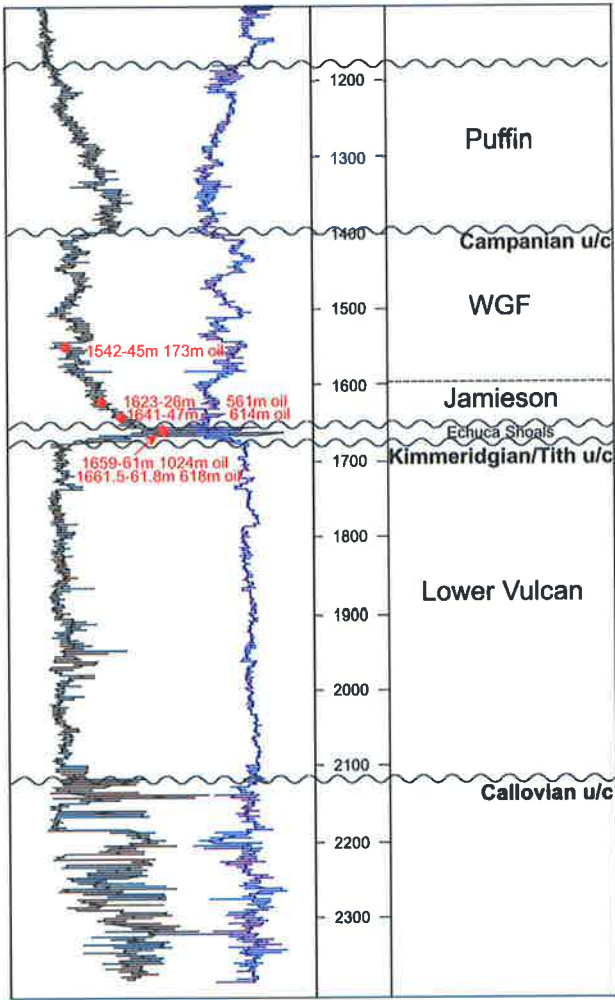 1200
Puffin
1300
1400
Campanian u/c
WGF
1500
1542-45m 173m oil
1600
1623-26m 561m oil
Jamieson
1641-47m 614m oil
Echuca Shoals
1659-61m 1024m oil
1700
Kimmeridgian/Tith u/c
1661.5-61.8m 618m oil
1800
Lower Vulcan
1900
2000
2100
Callovian u/c
2200
2300